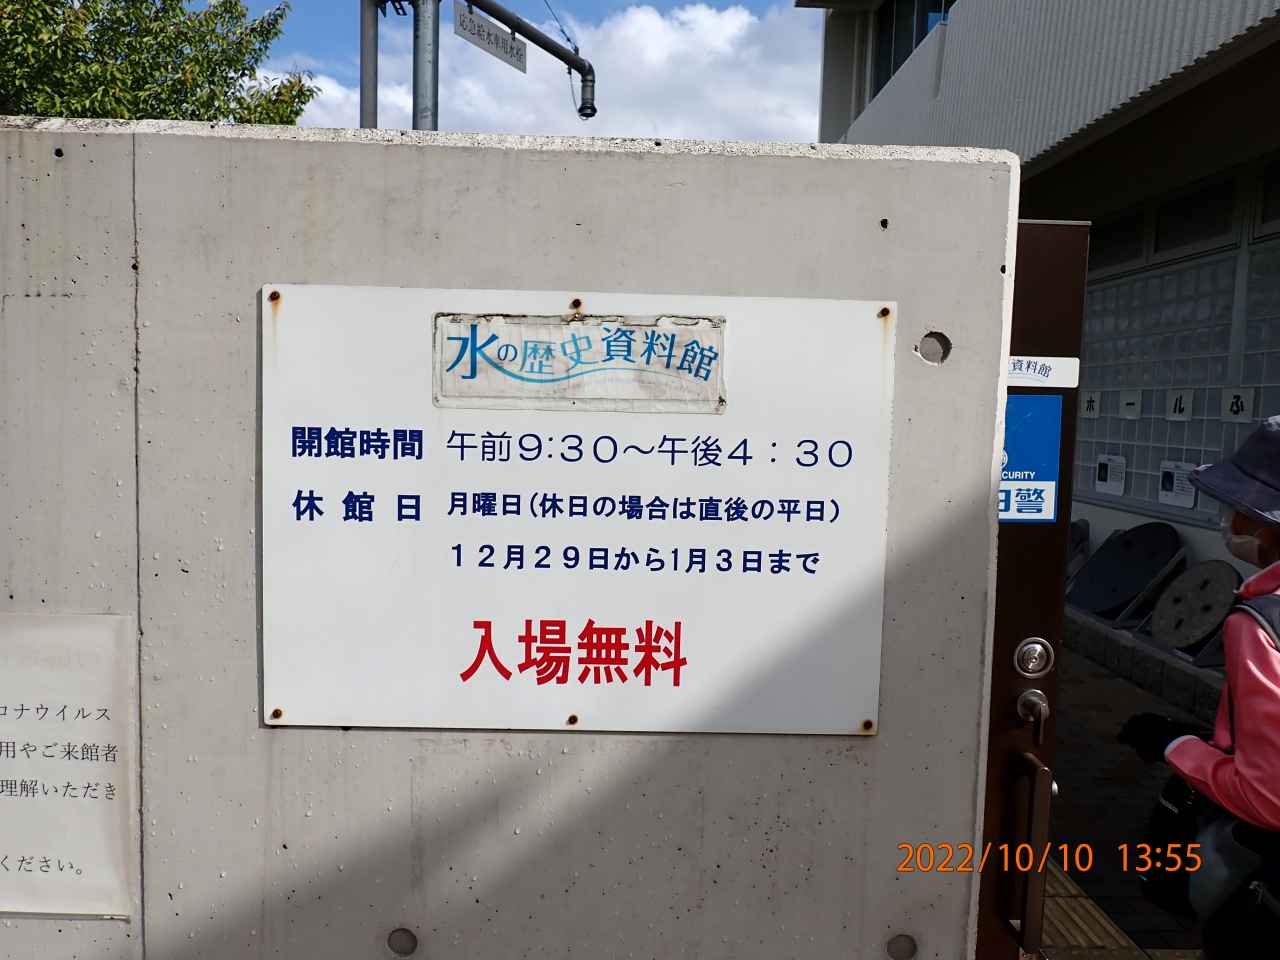 応急給水車用水栓
水の歴史資料館
開館時間 午前9:30～午後4：30
休館日 月曜日(休日の場合は直後の平日)
12月29日から1月3日まで
入場無料
資料館
CURITY
警
ホールふ
お願い
ロナウイルス
用やご来館者
理解いただき
ください。
2022/10/10 13:55